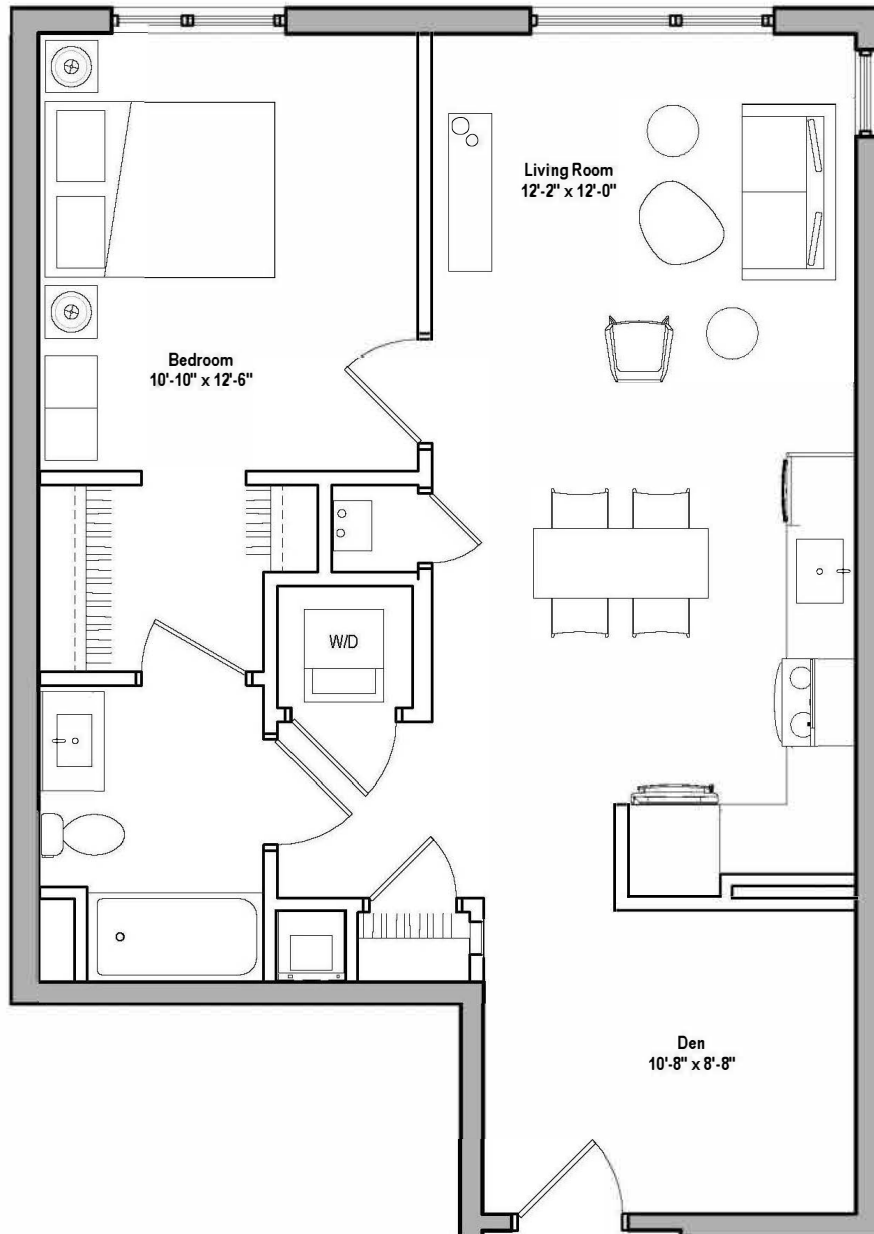 Living Room
12'-2" x 12'-0"
Bedroom
10'-10" x 12'-6"
W/D
Den
10'-8" x 8'-8"